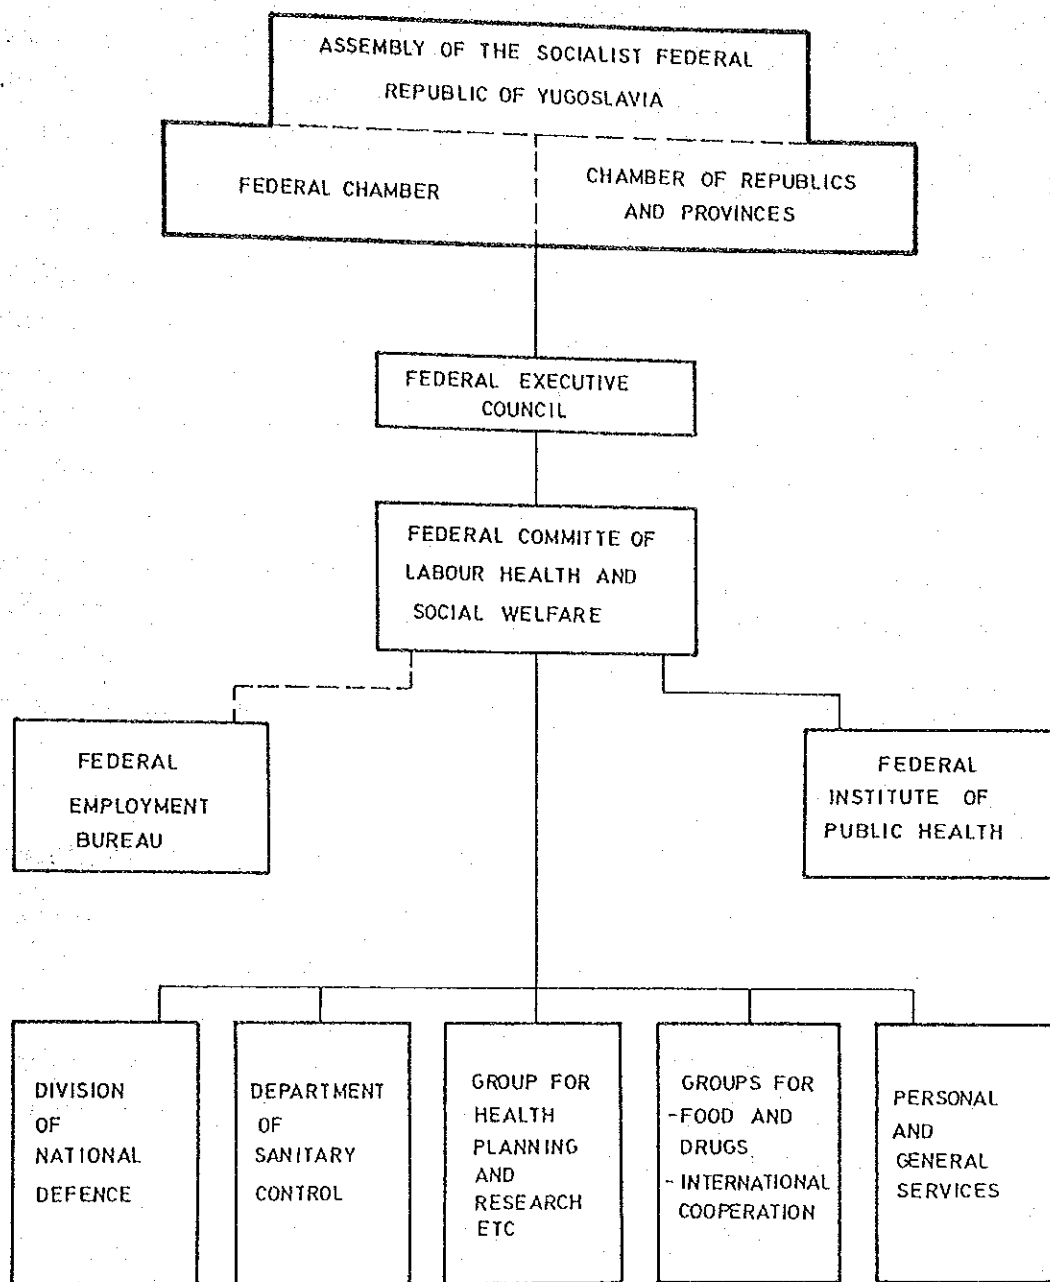 ASSEMBLY OF THE SOCIALIST FEDERAL
REPUBLIC OF YUGOSLAVIA
FEDERAL CHAMBER
CHAMBER OF REPUBLICS
AND PROVINCES
FEDERAL EXECUTIVE
COUNCIL
FEDERAL COMMITTE OF
LABOUR HEALTH AND
SOCIAL WELFARE
FEDERAL
EMPLOYMENT
BUREAU
FEDERAL
INSTITUTE OF
PUBLIC HEALTH
DIVISION
OF
NATIONAL
DEFENCE
DEPARTMENT
OF
SANITARY
CONTROL
GROUP FOR
HEALTH
PLANNING
AND
RESEARCH
ETC
GROUPS FOR
-FOOD AND
DRUGS
-INTERNATIONAL
COOPERATION
PERSONAL
AND
GENERAL
SERVICES